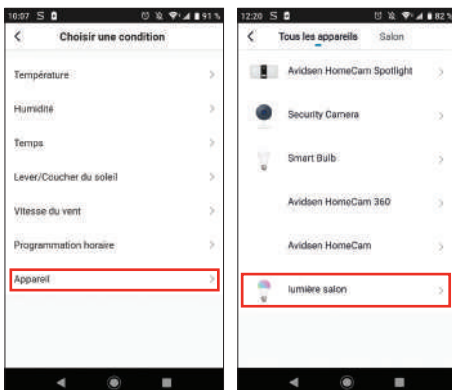 10:07 S 91%
Choisir une condition
Température
Humidité
Temps
Lever/Coucher du soleil
Vitesse du vent
Programmation horaire
Appareil
12:20 S 82%
Tous les appareils Salon
Avidsen HomeCam Spotlight
Security Camera
Smart Bulb
Avidsen HomeCam 360
Avidsen HomeCam
lumière salon